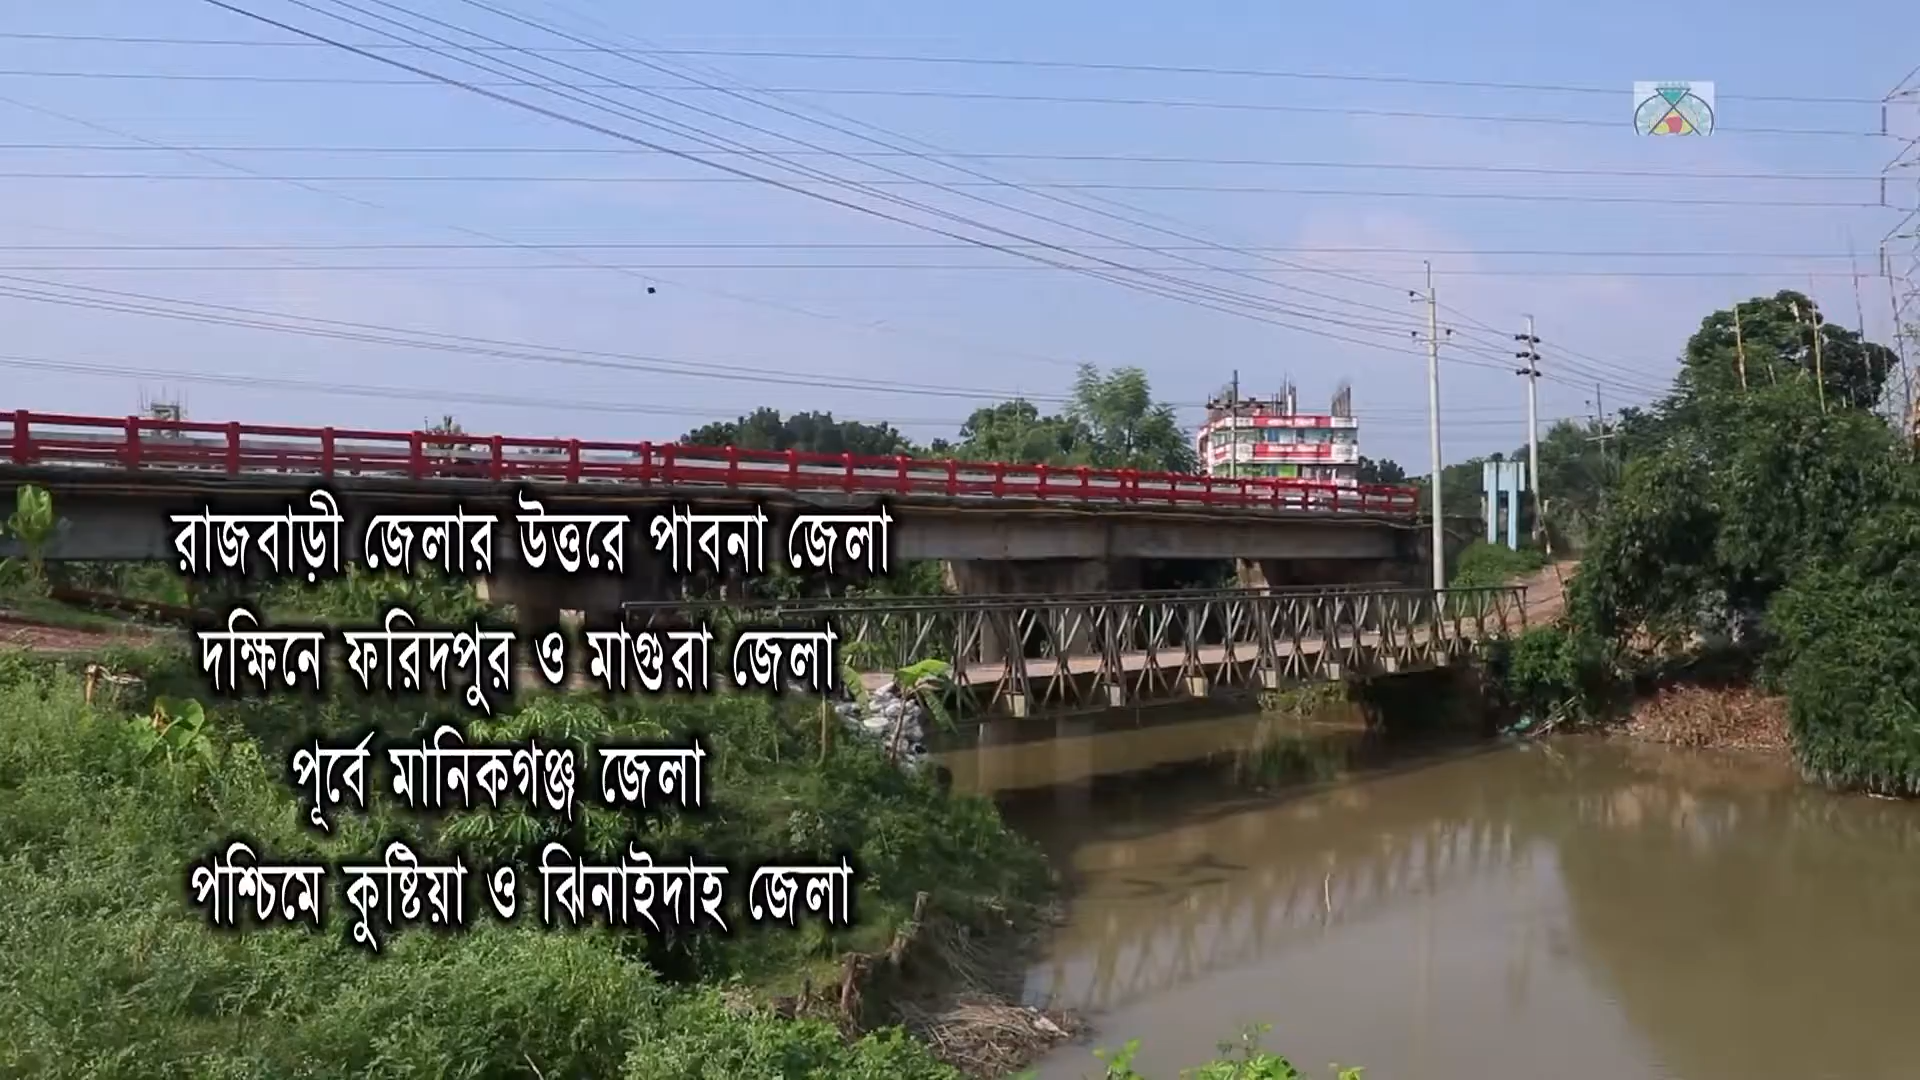 রাজবাড়ী জেলার উত্তরে পাবনা জেলা
দক্ষিনে ফরিদপুর ও মাগুরা জেলা
পূর্বে মানিকগঞ্জ জেলা
পশ্চিমে কুষ্টিয়া ও ঝিনাইদাহ জেলা